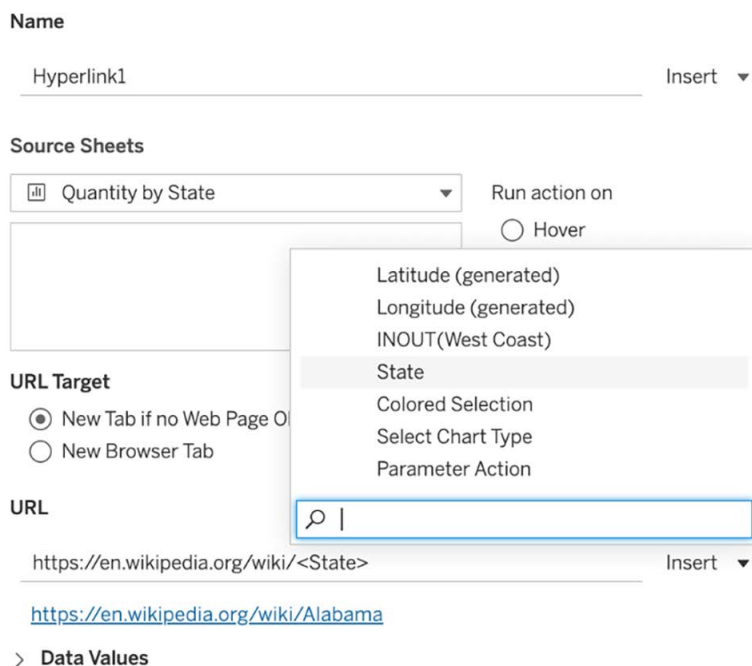 Name
Hyperlink1
Insert
Source Sheets
Quantity by State
Run action on
Hover
Latitude (generated)
Longitude (generated)
INOUT(West Coast)
State
Colored Selection
Select Chart Type
Parameter Action
URL Target
New Tab if no Web Page
New Browser Tab
URL
https://en.wikipedia.org/wiki/<State>
Insert
https://en.wikipedia.org/wiki/Alabama
Data Values